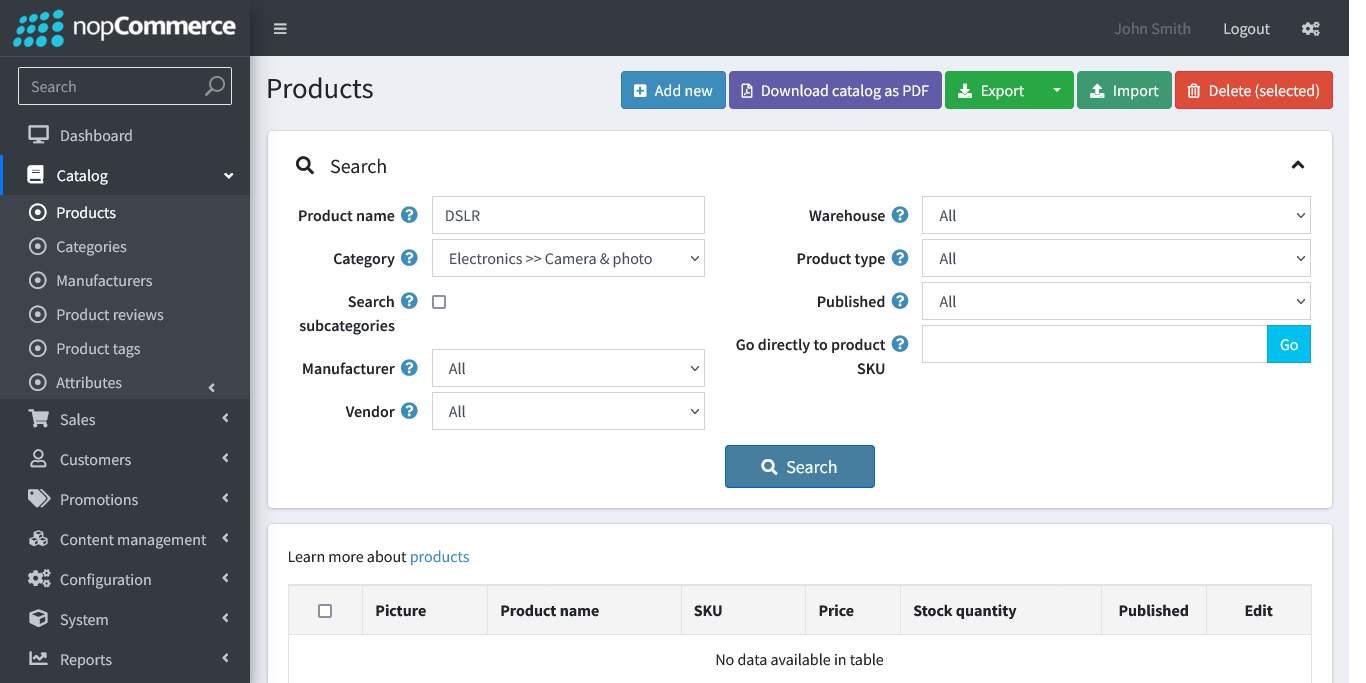 nopCommerce
John Smith
Logout
Search
Dashboard
Catalog
Products
Categories
Manufacturers
Product reviews
Product tags
Attributes
Sales
Customers
Promotions
Content management
Configuration
System
Reports
Products
Add new
Download catalog as PDF
Export
Import
Delete (selected)
Search
Product name ? DSLR
Category ? Electronics >> Camera & photo
Search ?
subcategories
Manufacturer ? All
Vendor ? All
Warehouse ? All
Product type ? All
Published ? All
Go directly to product ? Go
SKU
Search
Learn more about products
Picture Product name SKU Price Stock quantity Published Edit
No data available in table